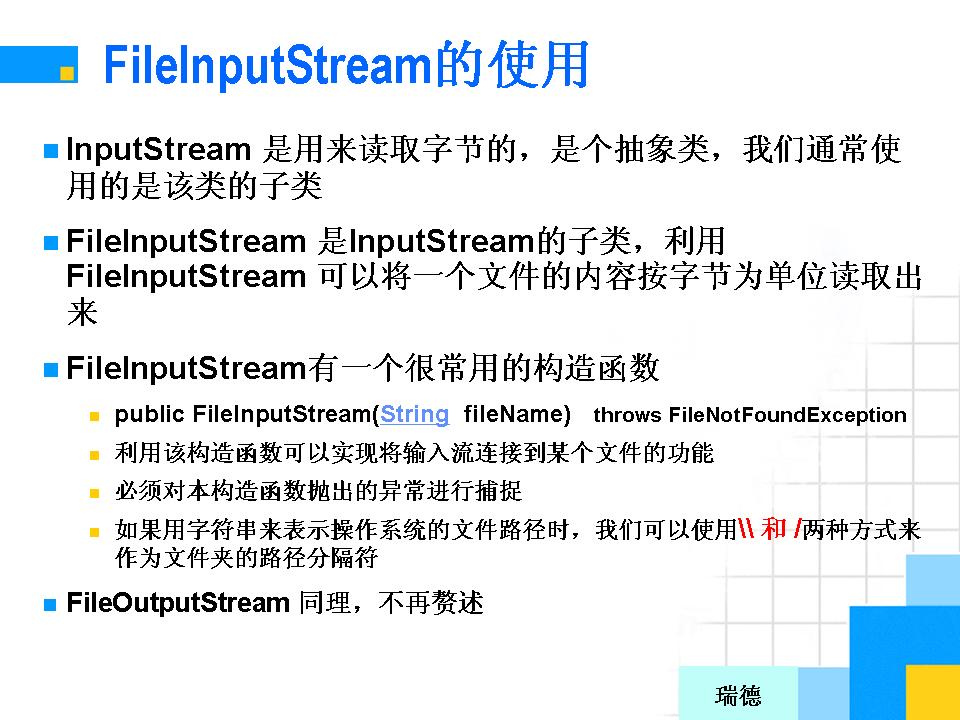 FileInputStream的使用
InputStream 是用来读取字节的，是个抽象类，我们通常使
用的是该类的子类
FileInputStream 是InputStream的子类，利用
FileInputStream 可以将一个文件的内容按字节为单位读取出
来
FileInputStream有一个很常用的构造函数
public FileInputStream(String fileName) throws FileNotFoundException
利用该构造函数可以实现将输入流连接到某个文件的功能
必须对本构造函数抛出的异常进行捕捉
如果用字符串来表示操作系统的文件路径时，我们可以使用\\ 和 /两种方式来
作为文件夹的路径分隔符
FileOutputStream 同理，不再赘述
瑞德